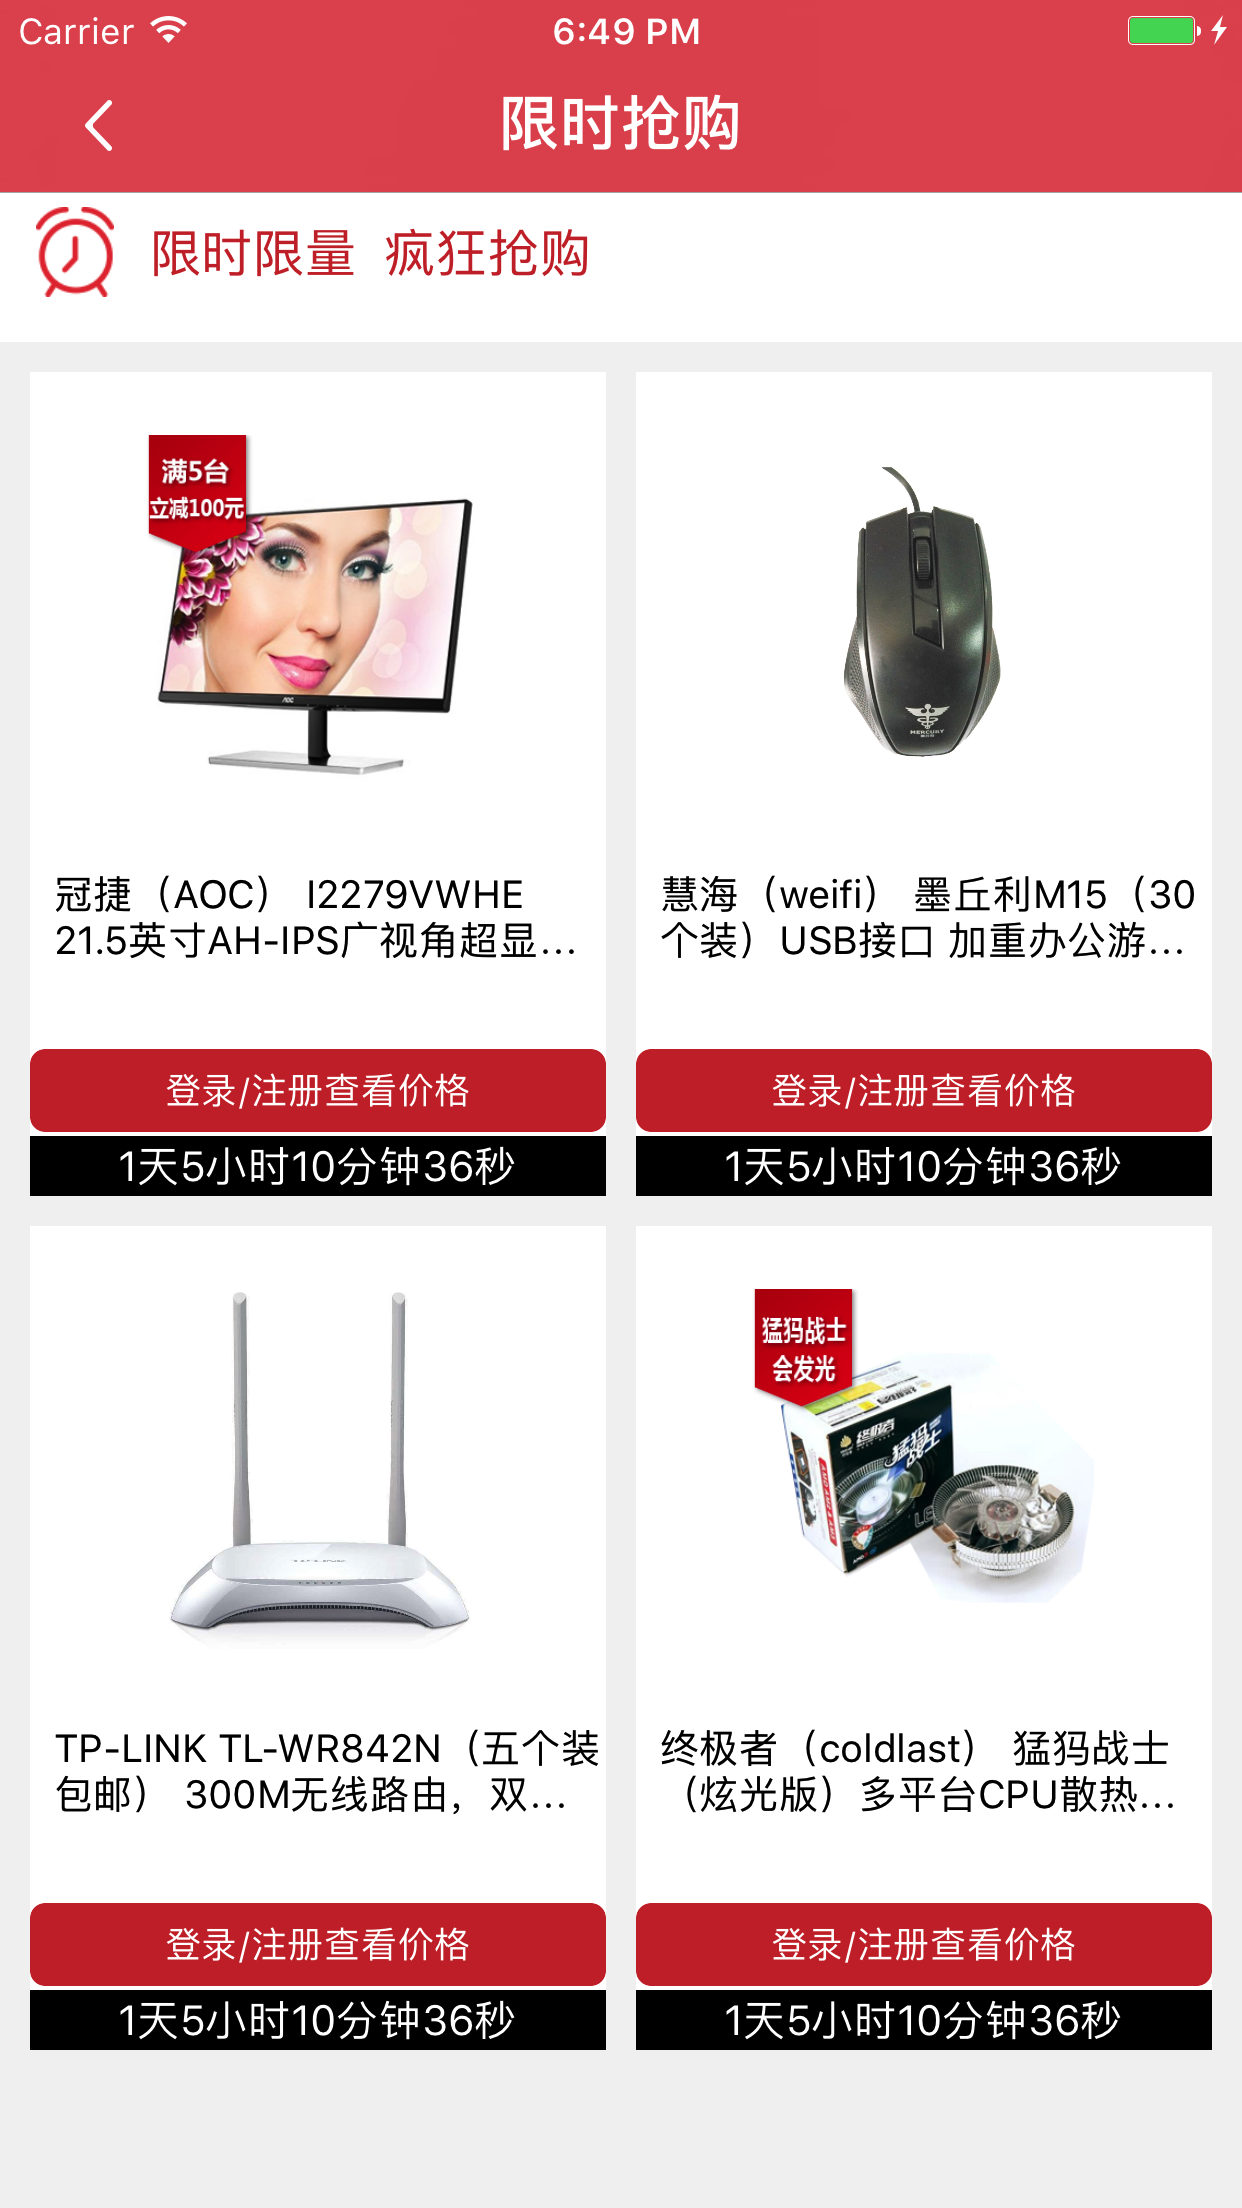 Carrier
6:49 PM
限时抢购
限时限量 疯狂抢购
满5台
立减100元
AOC
冠捷（AOC） I2279VWHE
21.5英寸AH-IPS广视角超显...
登录/注册查看价格
1天5小时10分钟36秒
MERCURY
慧海（weifi） 墨丘利M15（30
个装）USB接口 加重办公游...
登录/注册查看价格
1天5小时10分钟36秒
TP-LINK
TP-LINK TL-WR842N（五个装
包邮） 300M无线路由，双...
登录/注册查看价格
1天5小时10分钟36秒
猛犸战士
会发光
终极者
猛犸
战士
终极者（coldlast） 猛犸战士
（炫光版）多平台CPU散热...
登录/注册查看价格
1天5小时10分钟36秒